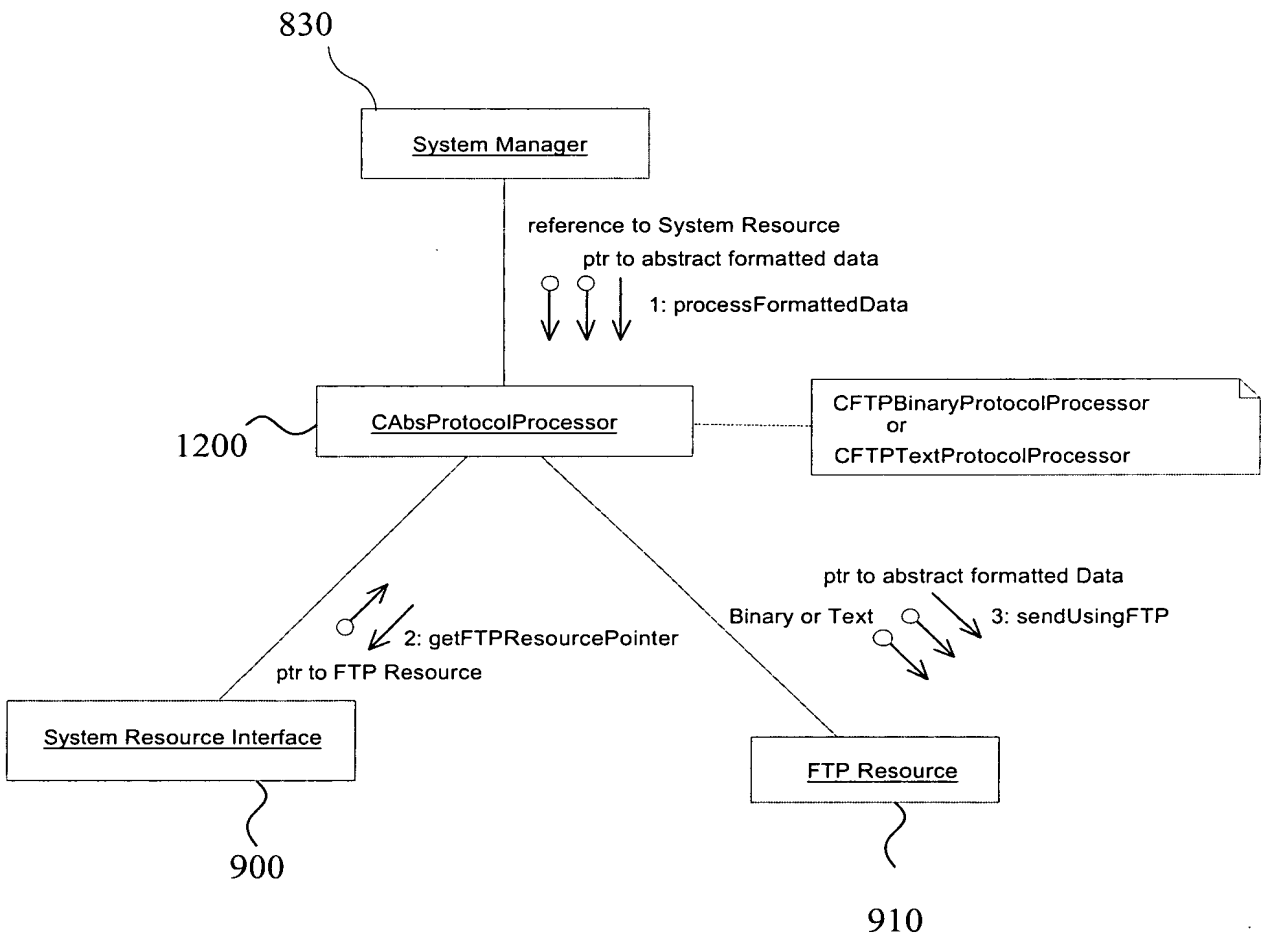 830
System Manager
reference to System Resource
ptr to abstract formatted data
1: processFormattedData
CAbsProtocolProcessor
1200
CFTPBinaryProtocolProcessor
or
CFTPTextProtocolProcessor
ptr to abstract formatted Data
Binary or Text
3: sendUsingFTP
2: getFTPResourcePointer
ptr to FTP Resource
System Resource Interface
FTP Resource
900
910